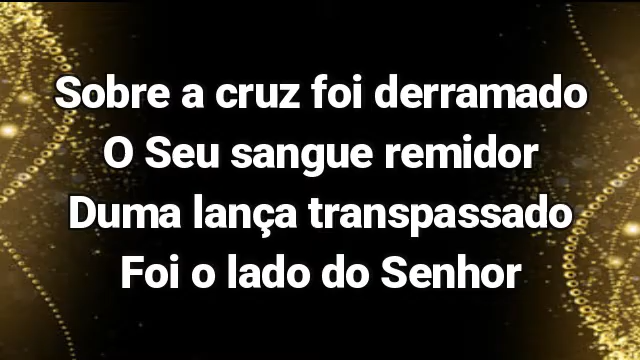 Sobre a cruz foi derramado
O Seu sangue remidor
Duma lança transpassado
Foi o lado do Senhor